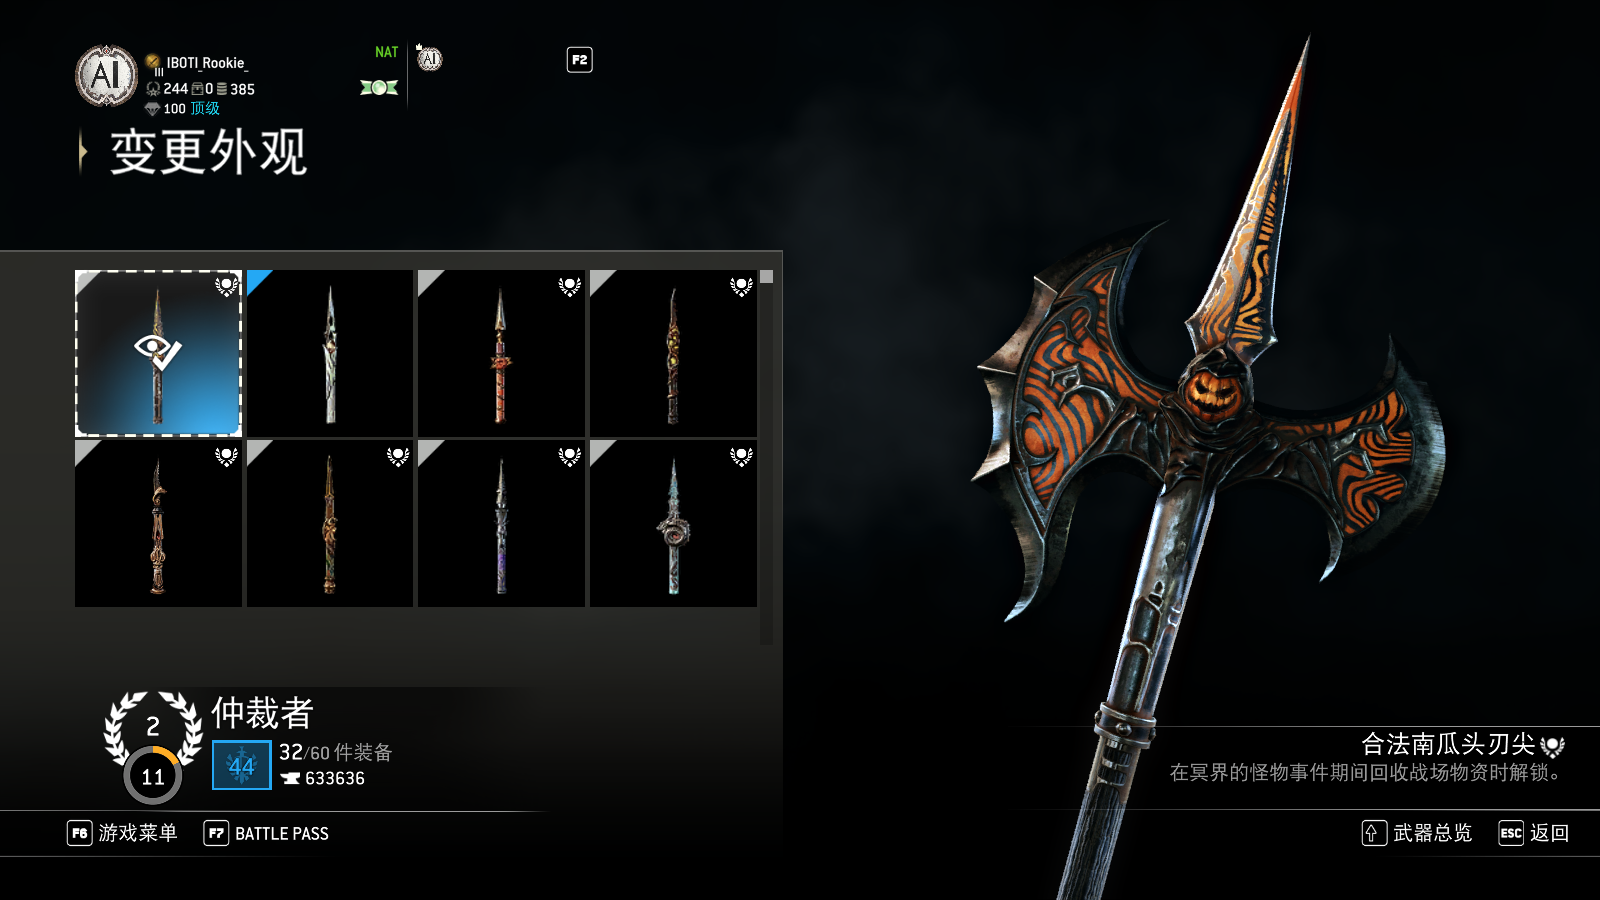 AI
IBOTI_Rookie_
III
244 0 385
100 顶级
NAT
AI
F2
变更外观
2
11
仲裁者
44
32/60 件装备
633636
F6 游戏菜单
F7 BATTLE PASS
合法南瓜头刃尖
在冥界的怪物事件期间回收战场物资时解锁。
武器总览
ESC 返回